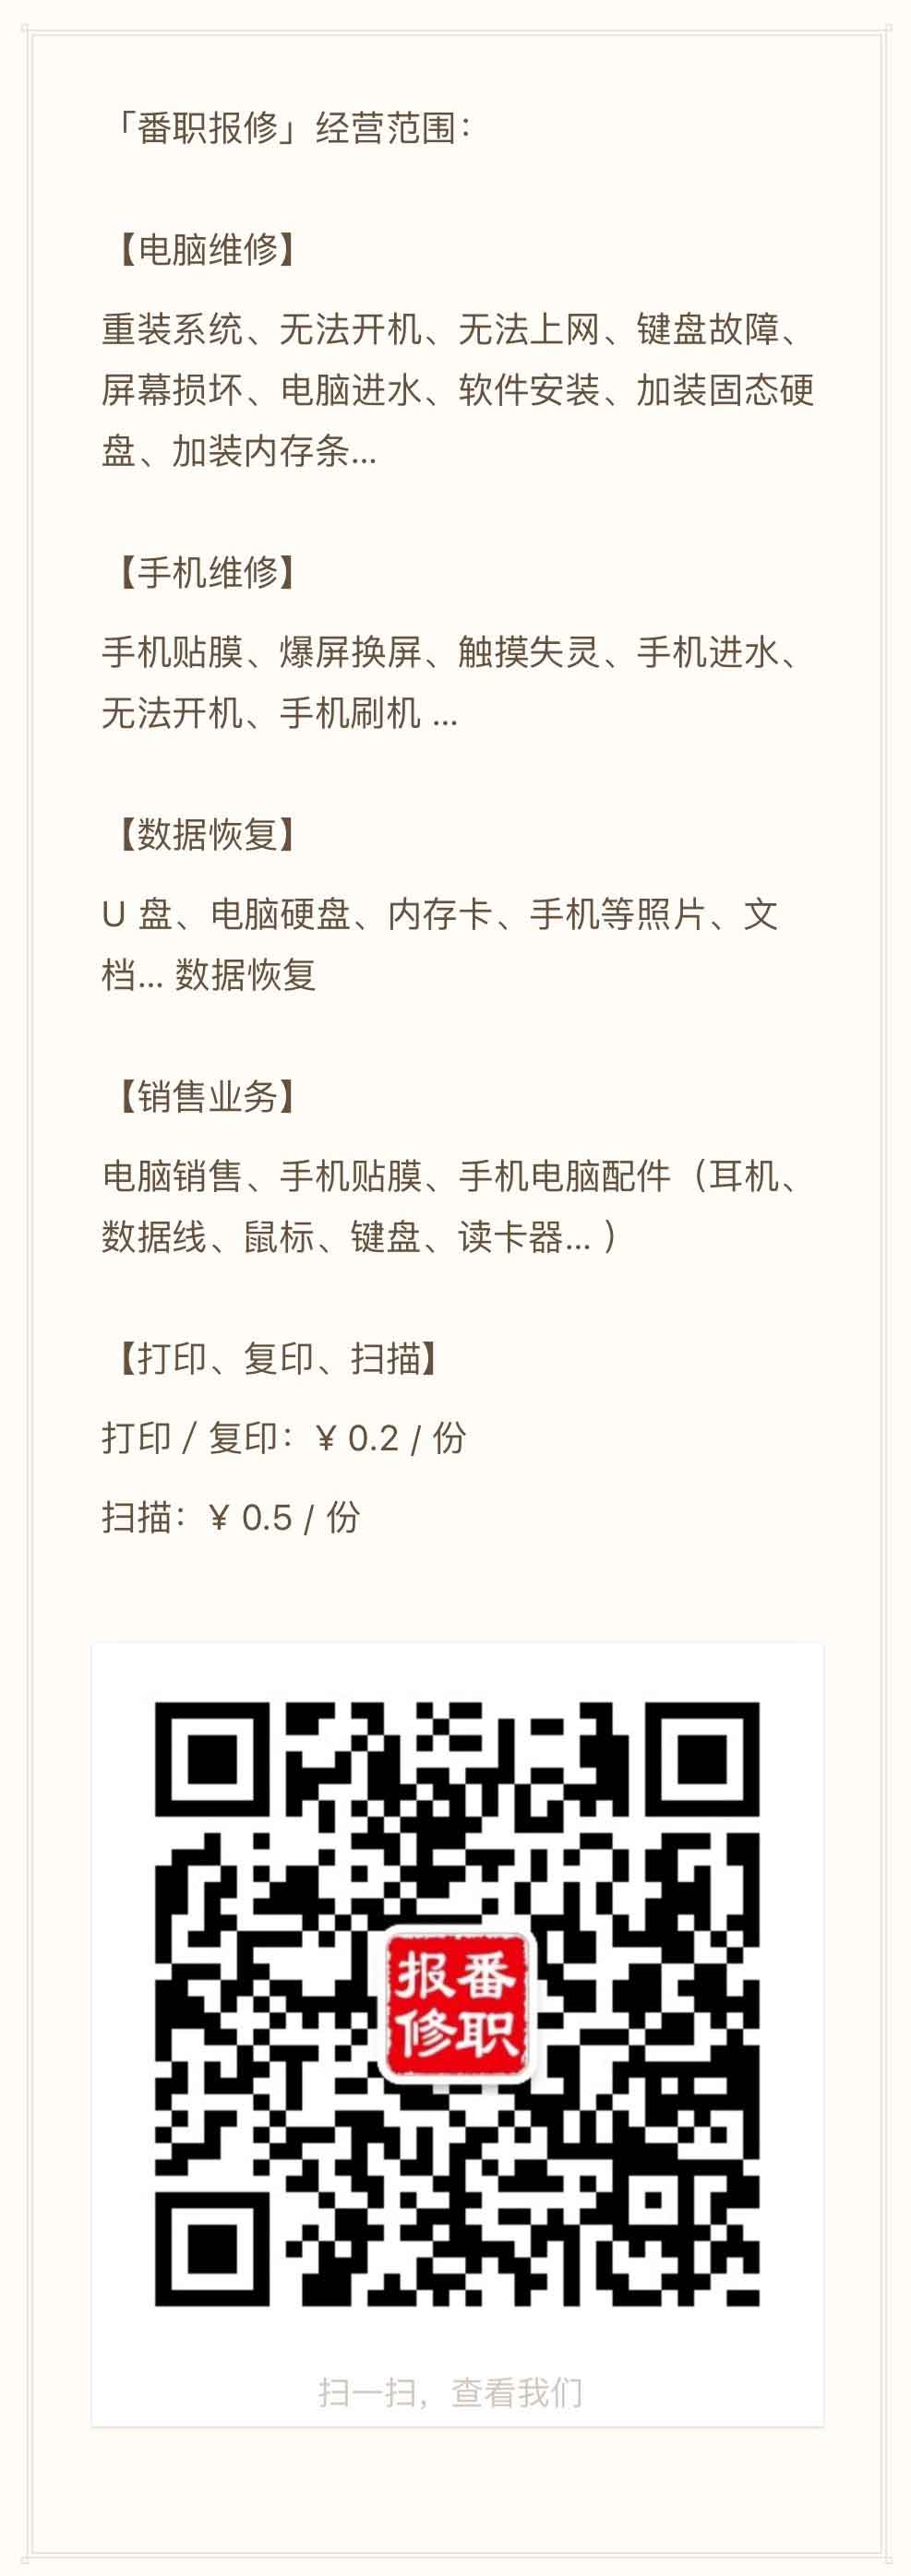 「番职报修」经营范围：
【电脑维修】
重装系统、无法开机、无法上网、键盘故障、
屏幕损坏、电脑进水、软件安装、加装固态硬
盘、加装内存条...
【手机维修】
手机贴膜、爆屏换屏、触摸失灵、手机进水、
无法开机、手机刷机 ...
【数据恢复】
U 盘、电脑硬盘、内存卡、手机等照片、文
档... 数据恢复
【销售业务】
电脑销售、手机贴膜、手机电脑配件（耳机、
数据线、鼠标、键盘、读卡器... ）
【打印、复印、扫描】
打印 / 复印：¥ 0.2 / 份
扫描：¥ 0.5 / 份
番职
报修
扫一扫，查看我们